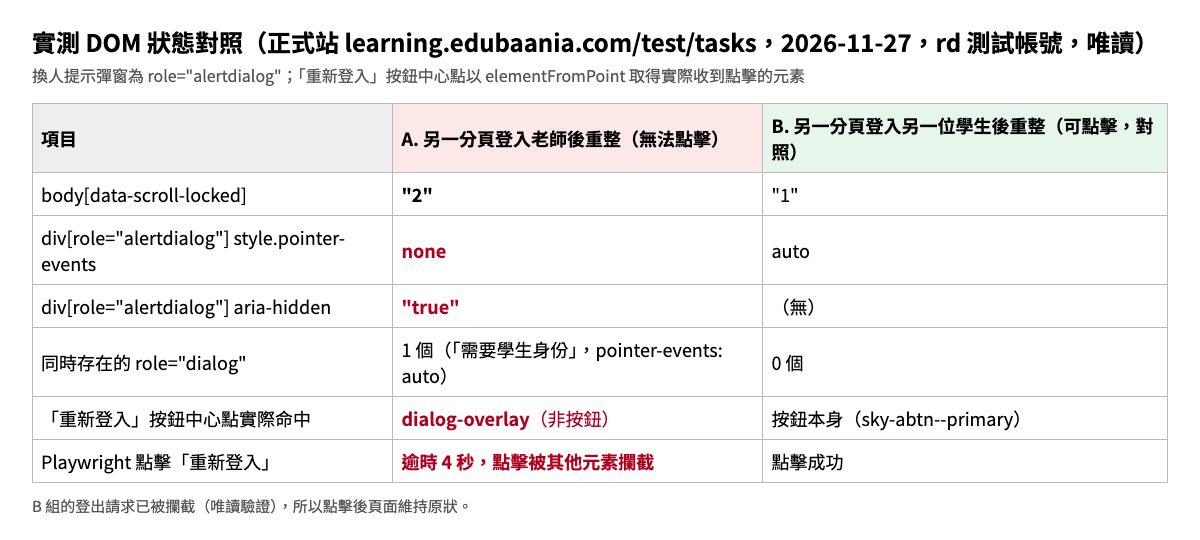 實測 DOM 狀態對照（正式站 learning.edubaania.com/test/tasks，2026-11-27，rd 測試帳號，唯讀）
換人提示彈窗為 role="alertdialog"；「重新登入」按鈕中心點以 elementFromPoint 取得實際收到點擊的元素
項目
A. 另一分頁登入老師後重整（無法點擊）
B. 另一分頁登入另一位學生後重整（可點擊，對
照）
body[data-scroll-locked]
"2"
"1"
div[role="alertdialog"] style.pointer-
events
none
auto
div[role="alertdialog"] aria-hidden
"true"
（無）
同時存在的 role="dialog"
1 個（「需要學生身份」，pointer-events:
auto）
0 個
「重新登入」按鈕中心點實際命中
dialog-overlay（非按鈕）
按鈕本身（sky-abtn--primary）
Playwright 點擊「重新登入」
逾時 4 秒，點擊被其他元素攔截
點擊成功
B 組的登出請求已被攔截（唯讀驗證），所以點擊後頁面維持原狀。